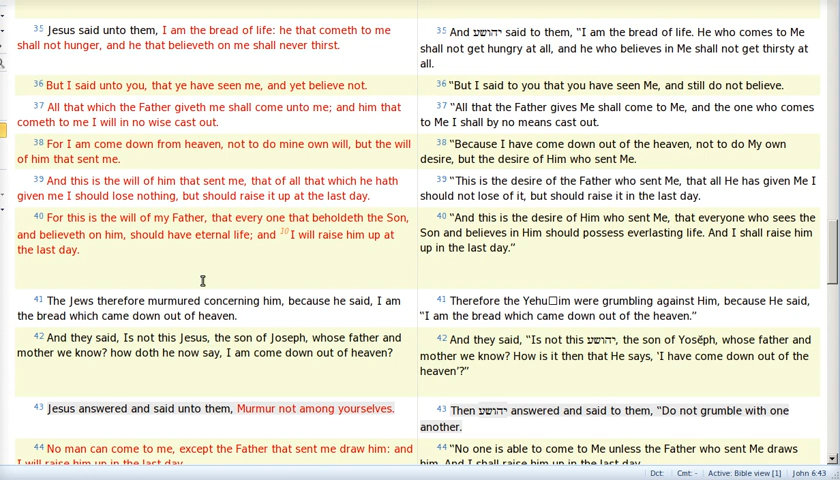 35 Jesus said unto them, I am the bread of life: he that cometh to me
shall not hunger, and he that believeth on me shall never thirst.
36 But I said unto you, that ye have seen me, and yet believe not.
37 All that which the Father giveth me shall come unto me; and him that
cometh to me I will in no wise cast out.
38 For I am come down from heaven, not to do mine own will, but the will
of him that sent me.
39 And this is the will of him that sent me, that of all that which he hath
given me I should lose nothing, but should raise it up at the last day.
40 For this is the will of my Father, that every one that beholdeth the Son,
and believeth on him, should have eternal life; and 10 I will raise him up at
the last day.
41 The Jews therefore murmured concerning him, because he said, I am
the bread which came down out of heaven.
42 And they said, Is not this Jesus, the son of Joseph, whose father and
mother we know? how doth he now say, I am come down out of heaven?
43 Jesus answered and said unto them, Murmur not among yourselves.
44 No man can come to me, except the Father that sent me draw him: and
I will raise him up in the last day.
35 And יהושע said to them, “I am the bread of life. He who comes to Me
shall not get hungry at all, and he who believes in Me shall not get thirsty at
all.
36 “But I said to you that you have seen Me, and still do not believe.
37 “All that the Father gives Me shall come to Me, and the one who comes
to Me I shall by no means cast out.
38 “Because I have come down out of the heaven, not to do My own
desire, but the desire of Him who sent Me.
39 “This is the desire of the Father who sent Me, that all He has given Me I
should not lose of it, but should raise it in the last day.
40 “And this is the desire of Him who sent Me, that everyone who sees the
Son and believes in Him should possess everlasting life. And I shall raise him
up in the last day.”
41 Therefore the Yehu□im were grumbling against Him, because He said,
“I am the bread which came down out of the heaven.”
42 And they said, “Is not this יהושע, the son of Yosĕph, whose father and
mother we know? How is it then that He says, ‘I have come down out of the
heaven’?”
43 Then יהושע answered and said to them, “Do not grumble with one
another.
44 “No one is able to come to Me unless the Father who sent Me draws
him. And I shall raise him up in the last day.
Dct: Cmt: - Active: Bible view [1] John 6:43